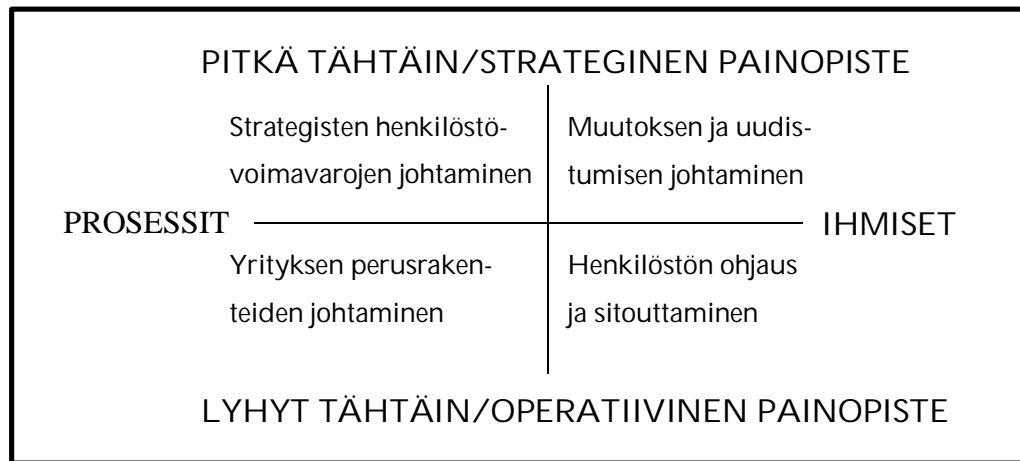 PITKÄ TÄHTÄIN/STRATEGINEN PAINOPISTE
Strategisten henkilöstö-
voimavarojen johtaminen
Muutoksen ja uudis-
tumisen johtaminen
PROSESSIT
IHMISET
Yrityksen perusraken-
teiden johtaminen
Henkilöstön ohjaus
ja sitouttaminen
LYHYT TÄHTÄIN/OPERATIIVINEN PAINOPISTE